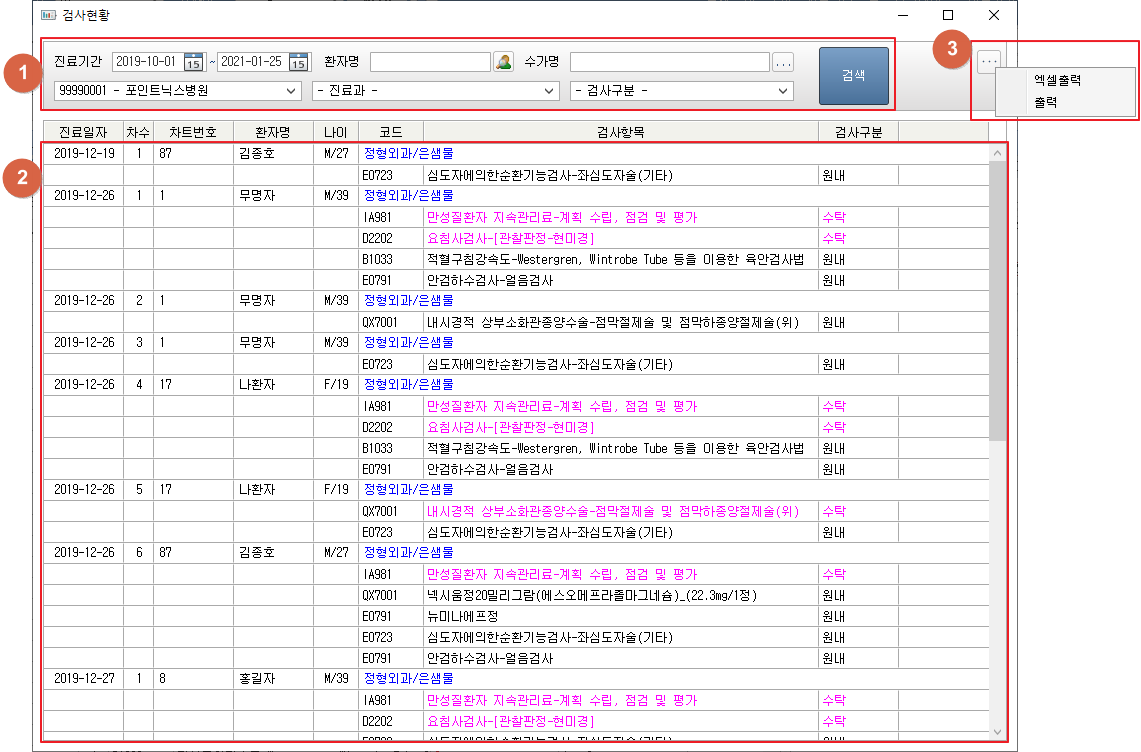 검사현황
1
진료기간 2019-10-01 15 ~ 2021-01-25 15 환자명 수가명 ... 검색
3
...
엑셀출력
출력
99990001 - 포인트닉스병원 - 진료과 - - 검사구분 -
진료일자 차수 차트번호 환자명 나이 코드 검사항목 검사구분
2
2019-12-19 1 87 김종호 M/27 정형외과/은샘물
E0723 심도자에의한순환기능검사-좌심도자술(기타) 원내
2019-12-26 1 1 무명자 M/39 정형외과/은샘물
IA981 만성질환자 지속관리료-계획 수립, 점검 및 평가 수탁
D2202 요침사검사-[관찰판정-현미경] 수탁
B1033 적혈구침강속도-Westergren, Wintrobe Tube 등을 이용한 육안검사법 원내
E0791 안검하수검사-얼음검사 원내
2019-12-26 2 1 무명자 M/39 정형외과/은샘물
QX7001 내시경적 상부소화관종양수술-점막절제술 및 점막하종양절제술(위) 원내
2019-12-26 3 1 무명자 M/39 정형외과/은샘물
E0723 심도자에의한순환기능검사-좌심도자술(기타) 원내
2019-12-26 4 17 나환자 F/19 정형외과/은샘물
IA981 만성질환자 지속관리료-계획 수립, 점검 및 평가 수탁
D2202 요침사검사-[관찰판정-현미경] 수탁
B1033 적혈구침강속도-Westergren, Wintrobe Tube 등을 이용한 육안검사법 원내
E0791 안검하수검사-얼음검사 원내
2019-12-26 5 17 나환자 F/19 정형외과/은샘물
QX7001 내시경적 상부소화관종양수술-점막절제술 및 점막하종양절제술(위) 수탁
E0723 심도자에의한순환기능검사-좌심도자술(기타) 원내
2019-12-26 6 87 김종호 M/27 정형외과/은샘물
IA981 만성질환자 지속관리료-계획 수립, 점검 및 평가 수탁
QX7001 넥시움정20밀리그람(에스오메프라졸마그네슘)_(22.3mg/1정) 원내
E0791 뉴미나에프정 원내
E0723 심도자에의한순환기능검사-좌심도자술(기타) 원내
E0791 안검하수검사-얼음검사 원내
2019-12-27 1 8 홍길자 M/39 정형외과/은샘물
IA981 만성질환자 지속관리료-계획 수립, 점검 및 평가 수탁
D2202 요침사검사-[관찰판정-현미경] 수탁